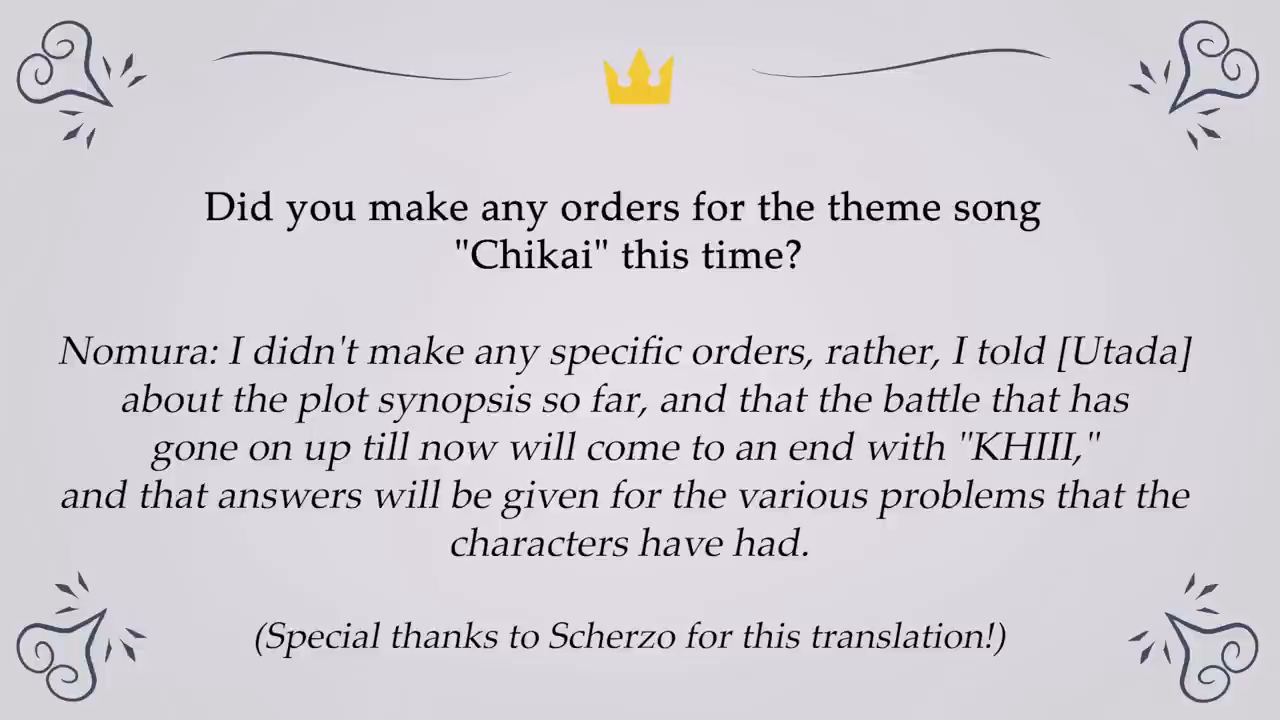 Did you make any orders for the theme song
"Chikai" this time?
Nomura: I didn't make any specific orders, rather, I told [Utada]
about the plot synopsis so far, and that the battle that has
gone on up till now will come to an end with "KHIII,"
and that answers will be given for the various problems that the
characters have had.
(Special thanks to Scherzo for this translation!)